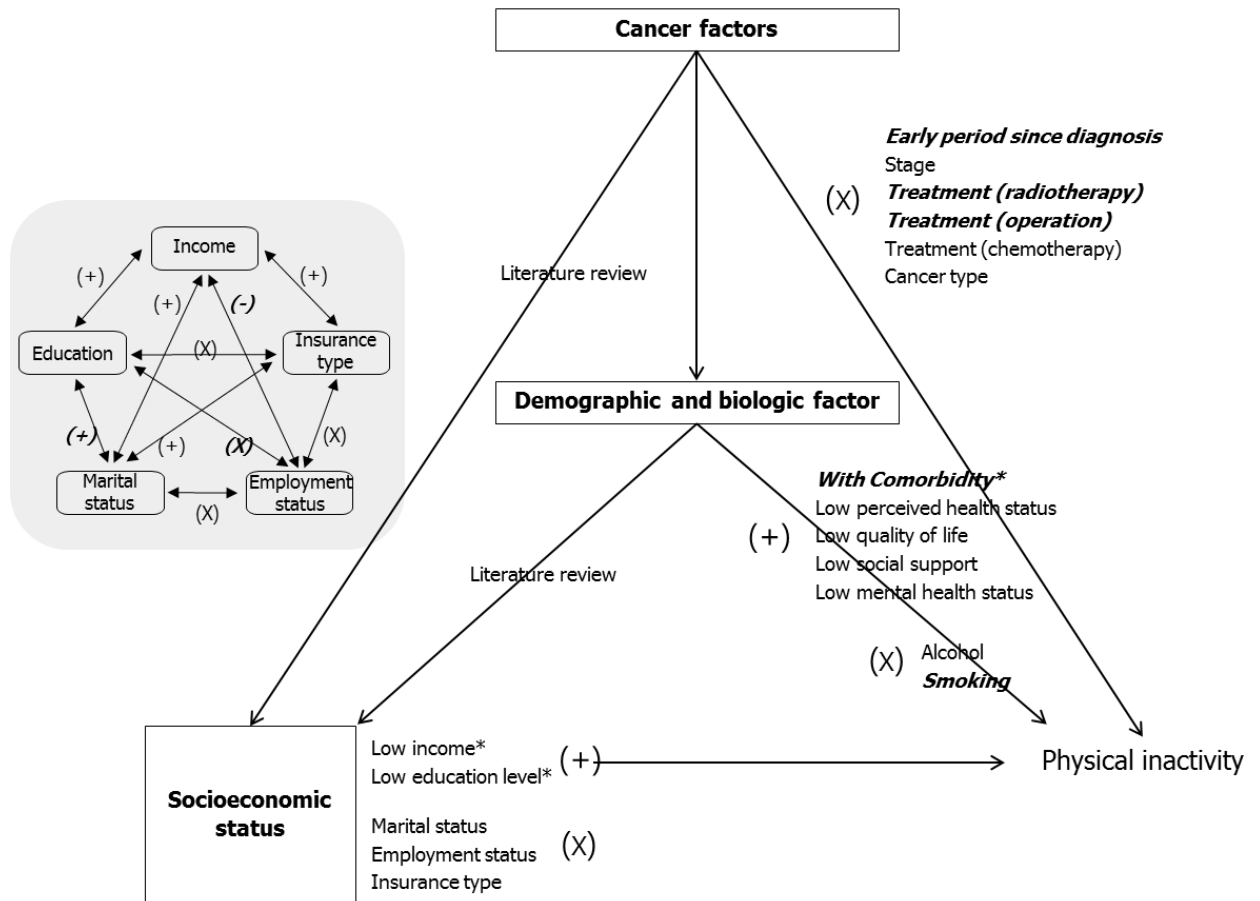 Cancer factors
Early period since diagnosis
Stage
(X)
Treatment (radiotherapy)
Treatment (operation)
Treatment (chemotherapy)
Cancer type
Literature review
Income
(+)
(+)
(+)
(-)
Education
(X)
Insurance
type
(+)
(+)
(X)
(X)
Marital
status
(X)
Employment
status
Demographic and biologic factor
With Comorbidity*
Low perceived health status
(+)
Low quality of life
Low social support
Low mental health status
Literature review
(X)
Alcohol
Smoking
Socioeconomic
status
Low income*
Low education level*
(+)
Physical inactivity
Marital status
Employment status
(X)
Insurance type